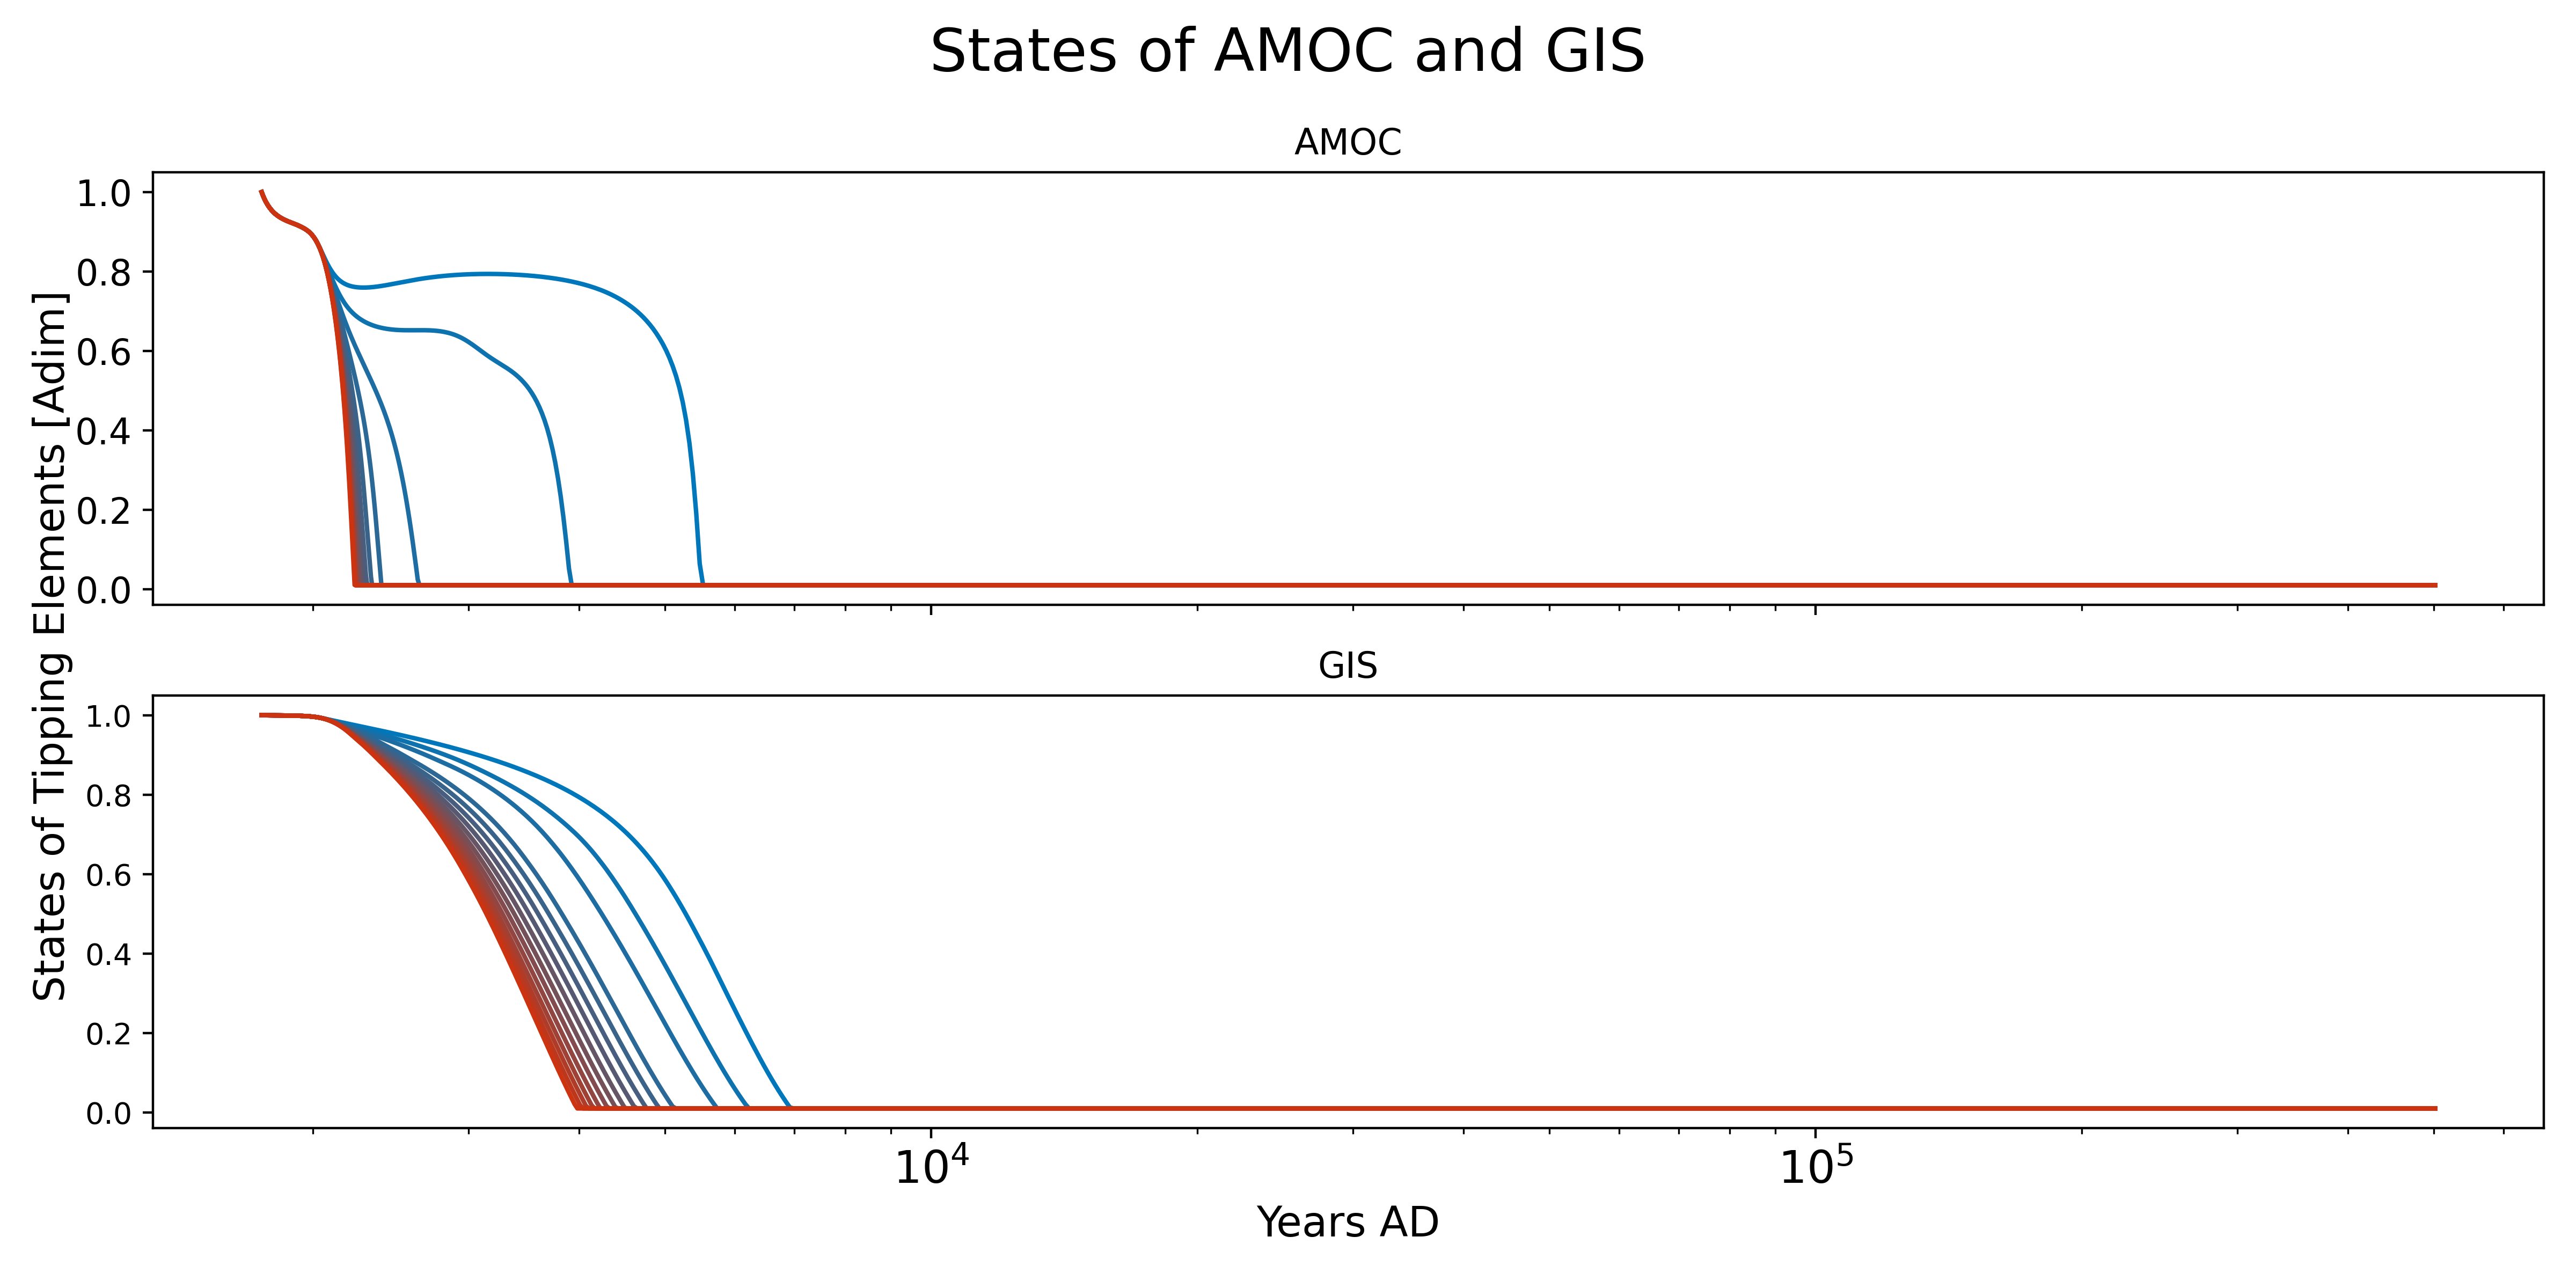 States of AMOC and GIS
AMOC
1.0
0.8
0.6
0.4
0.2
0.0
States of Tipping Elements [Adim]
GIS
1.0
0.8
0.6
0.4
0.2
0.0
10⁴ 10⁵
Years AD